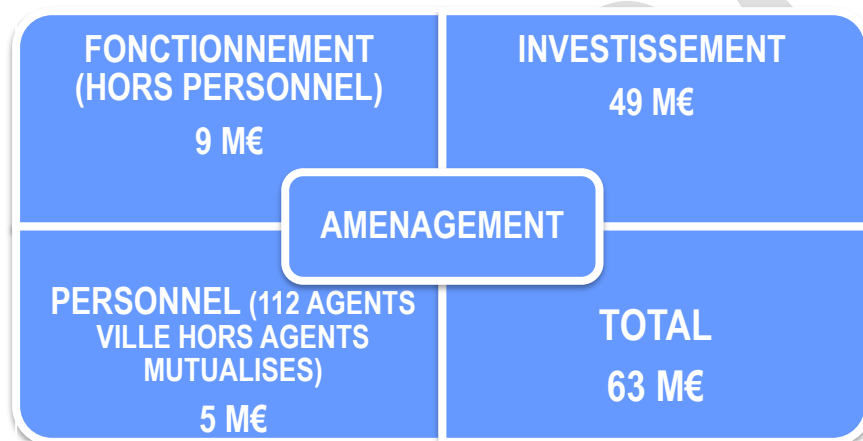 FONCTIONNEMENT
(HORS PERSONNEL)
9 M€
INVESTISSEMENT
49 M€
AMENAGEMENT
PERSONNEL (112 AGENTS
VILLE HORS AGENTS
MUTUALISES)
5 M€
TOTAL
63 M€